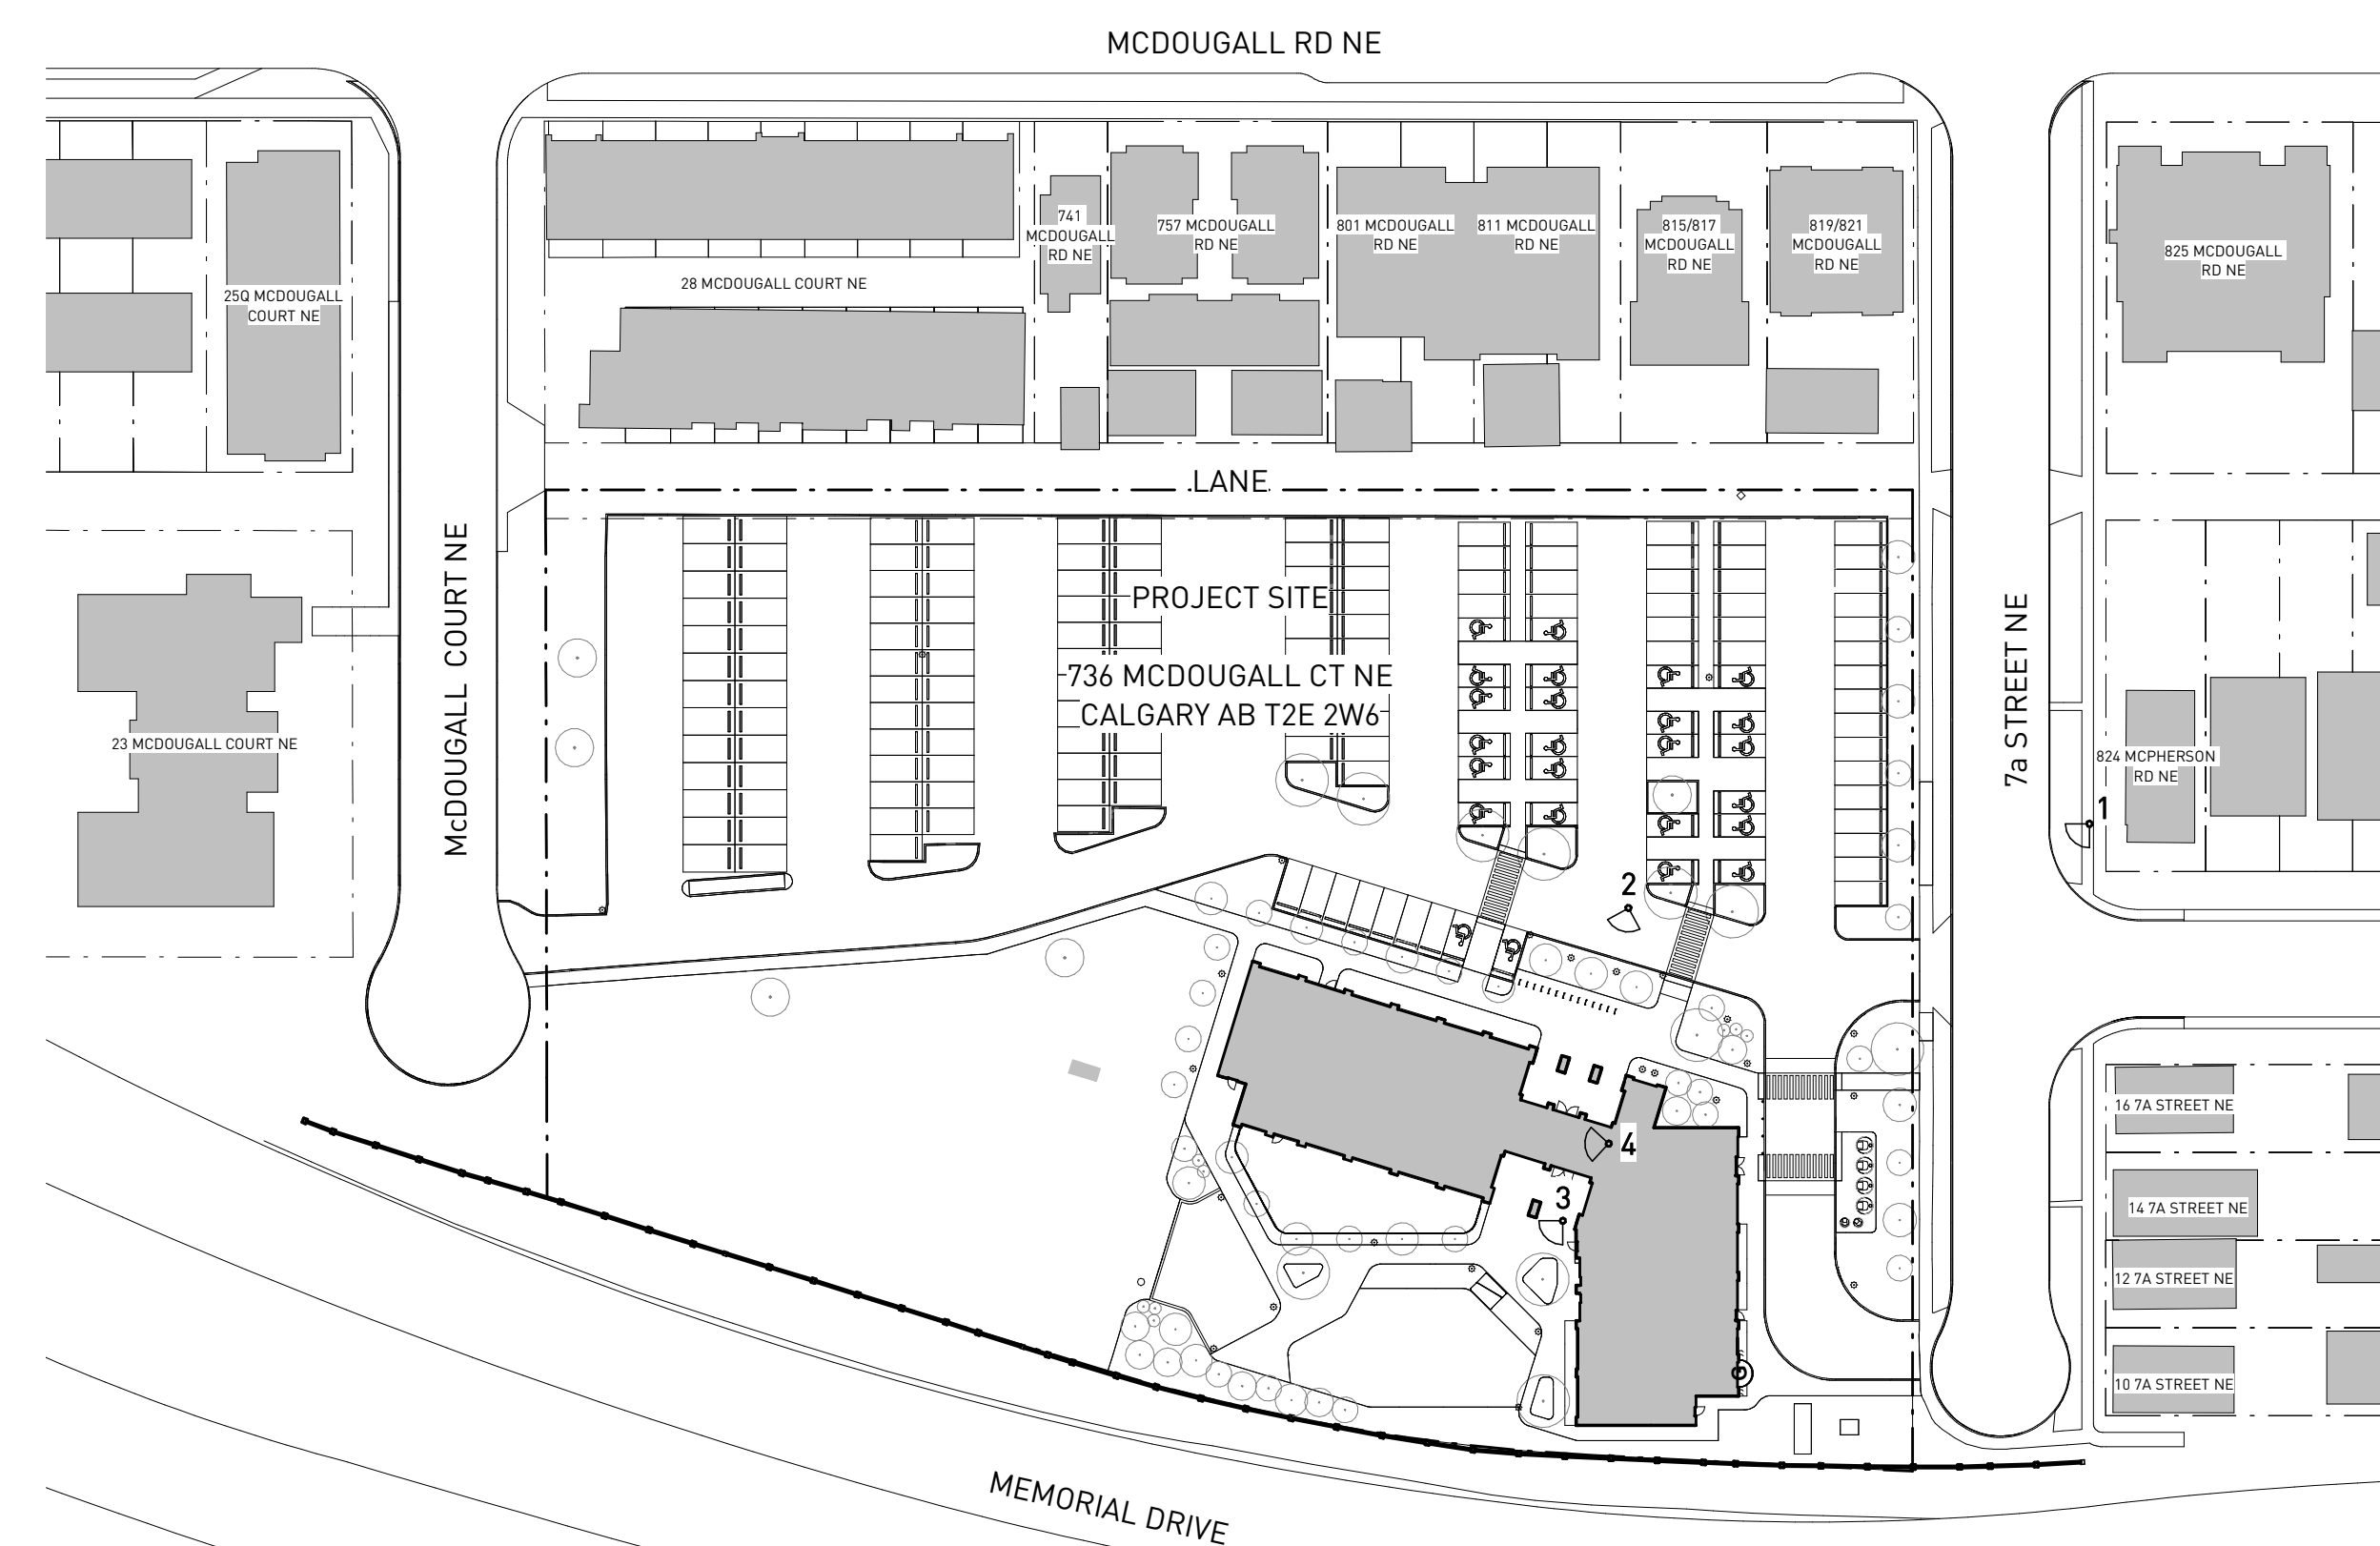 MCDOUGALL RD NE
741
MCDOUGALL
RD NE
757 MCDOUGALL
RD NE
801 MCDOUGALL
RD NE
811 MCDOUGALL
RD NE
815/817
MCDOUGALL
RD NE
819/821
MCDOUGALL
RD NE
825 MCDOUGALL
RD NE
25Q MCDOUGALL
COURT NE
28 MCDOUGALL COURT NE
LANE
McDOUGALL COURT NE
PROJECT SITE
736 MCDOUGALL CT NE
CALGARY AB T2E 2W6
7a STREET NE
23 MCDOUGALL COURT NE
824 MCPHERSON
RD NE
1
2
16 7A STREET NE
4
3
14 7A STREET NE
12 7A STREET NE
G
10 7A STREET NE
MEMORIAL DRIVE